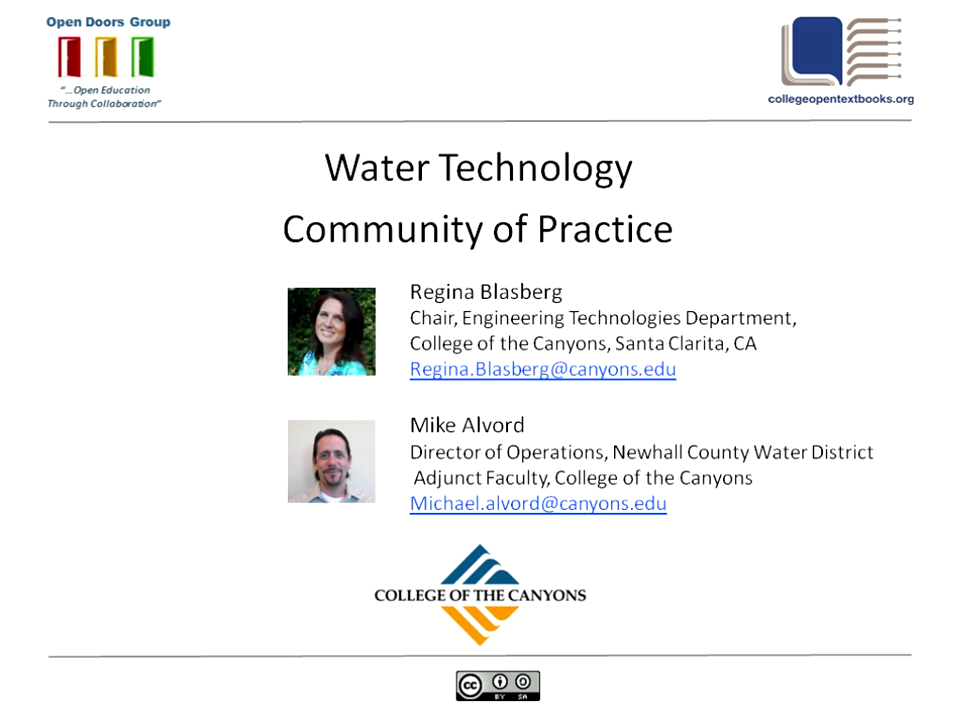 Open Doors Group
"...Open Education
Through Collaboration"
collegeopentextbooks.org
Water Technology
Community of Practice
Regina Blasberg
Chair, Engineering Technologies Department,
College of the Canyons, Santa Clarita, CA
Regina.Blasberg@canyons.edu
Mike Alvord
Director of Operations, Newhall County Water District
Adjunct Faculty, College of the Canyons
Michael.alvord@canyons.edu
COLLEGE OF THE CANYONS
cc
BY SA